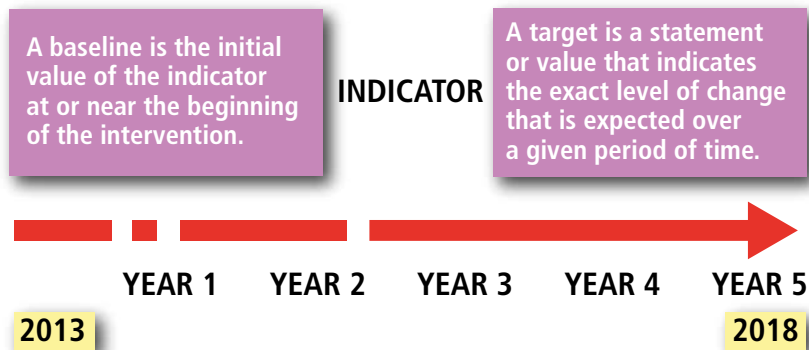 A baseline is the initial
value of the indicator
at or near the beginning
of the intervention.
INDICATOR
A target is a statement
or value that indicates
the exact level of change
that is expected over
a given period of time.
YEAR 1 YEAR 2 YEAR 3 YEAR 4 YEAR 5
2013 2018